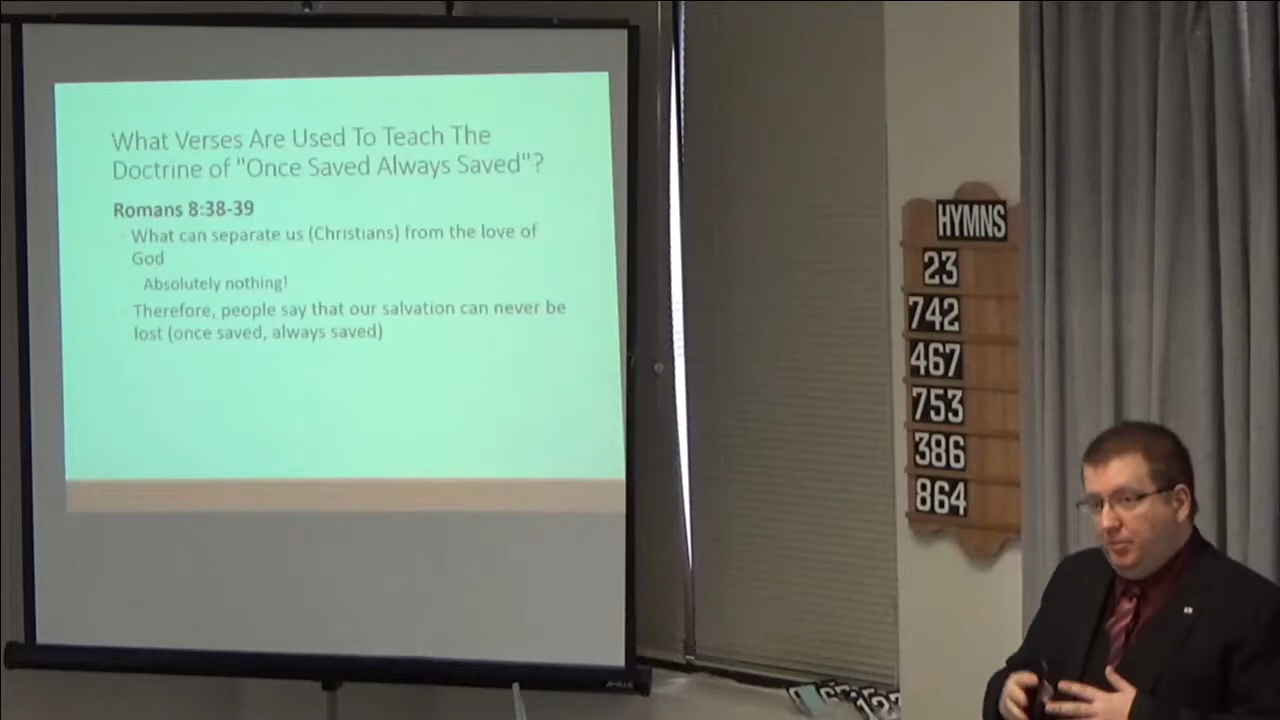 What Verses Are Used To Teach The
Doctrine of "Once Saved Always Saved"?
Romans 8:38-39
What can separate us (Christians) from the love of
God
Absolutely nothing!
Therefore, people say that our salvation can never be
lost (once saved, always saved)
HYMNS
23
742
467
753
386
864